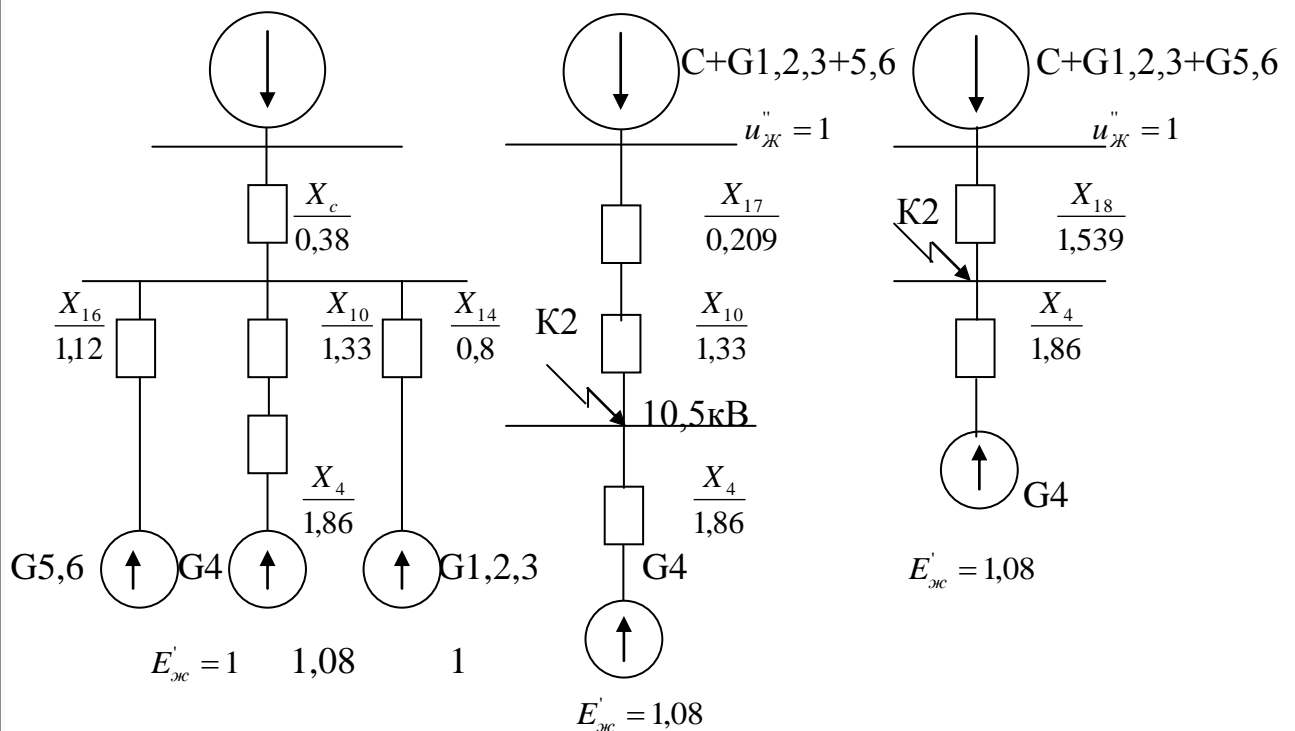 C+G1,2,3+5,6
u''Ж = 1
C+G1,2,3+G5,6
u''Ж = 1
Xс
0,38
X17
0,209
К2
X18
1,539
X16
1,12
X10
1,33
X14
0,8
К2
X10
1,33
X4
1,86
10,5кВ
X4
1,86
X4
1,86
G4
G5,6
G4
G1,2,3
G4
E'ж = 1,08
E'ж = 1
1,08
1
E'ж = 1,08